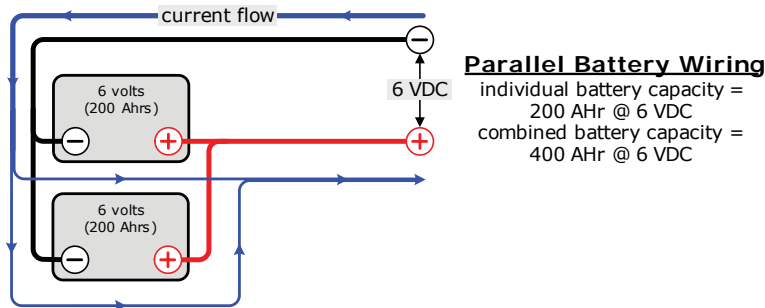 current flow
6 VDC
6 volts
(200 Ahrs)
6 volts
(200 Ahrs)
Parallel Battery Wiring
individual battery capacity =
200 AHr @ 6 VDC
combined battery capacity =
400 AHr @ 6 VDC